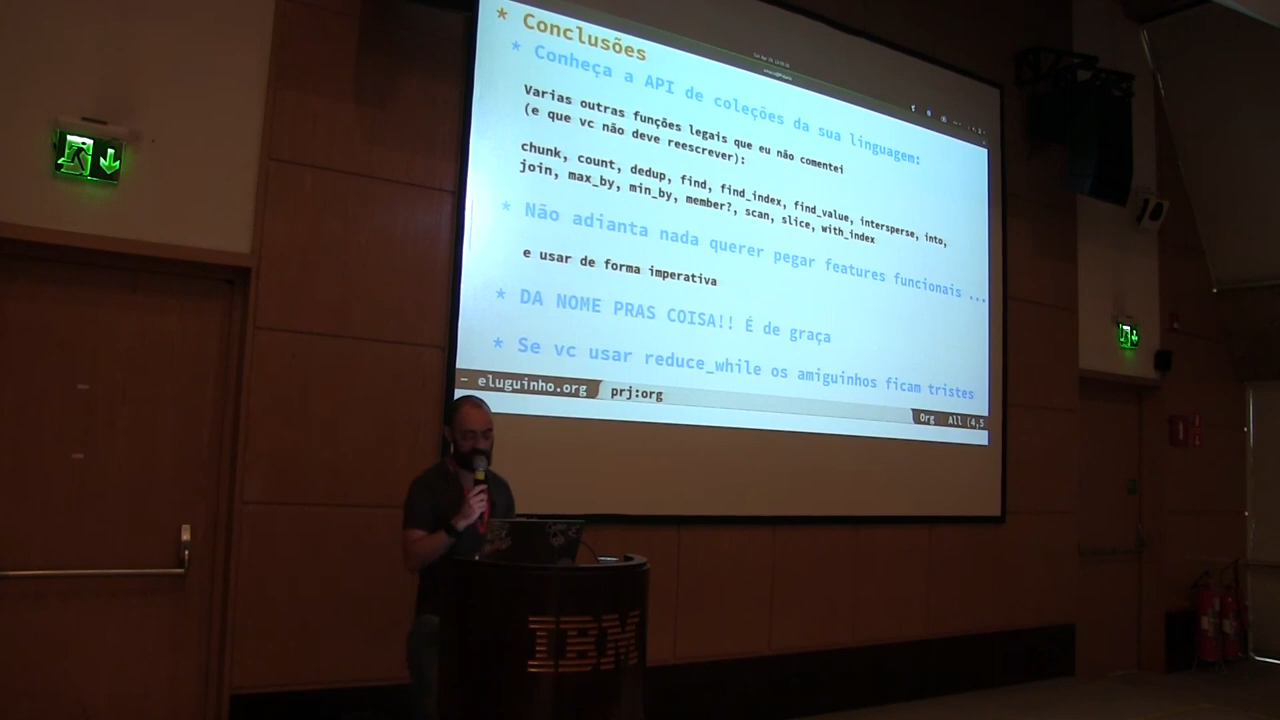 * Conclusões
* Conheça a API de coleções da sua linguagem:
Varias outras funções legais que eu não comentei
(e que vc não deve reescrever):
chunk, count, dedup, find, find_index, find_value, intersperse, into,
join, max_by, min_by, member?, scan, slice, with_index
* Não adianta nada querer pegar features funcionais ...
e usar de forma imperativa
* DA NOME PRAS COISA!! É de graça
* Se vc usar reduce_while os amiguinhos ficam tristes
- eluguinho.org prj:org Org All (4,5
IBM